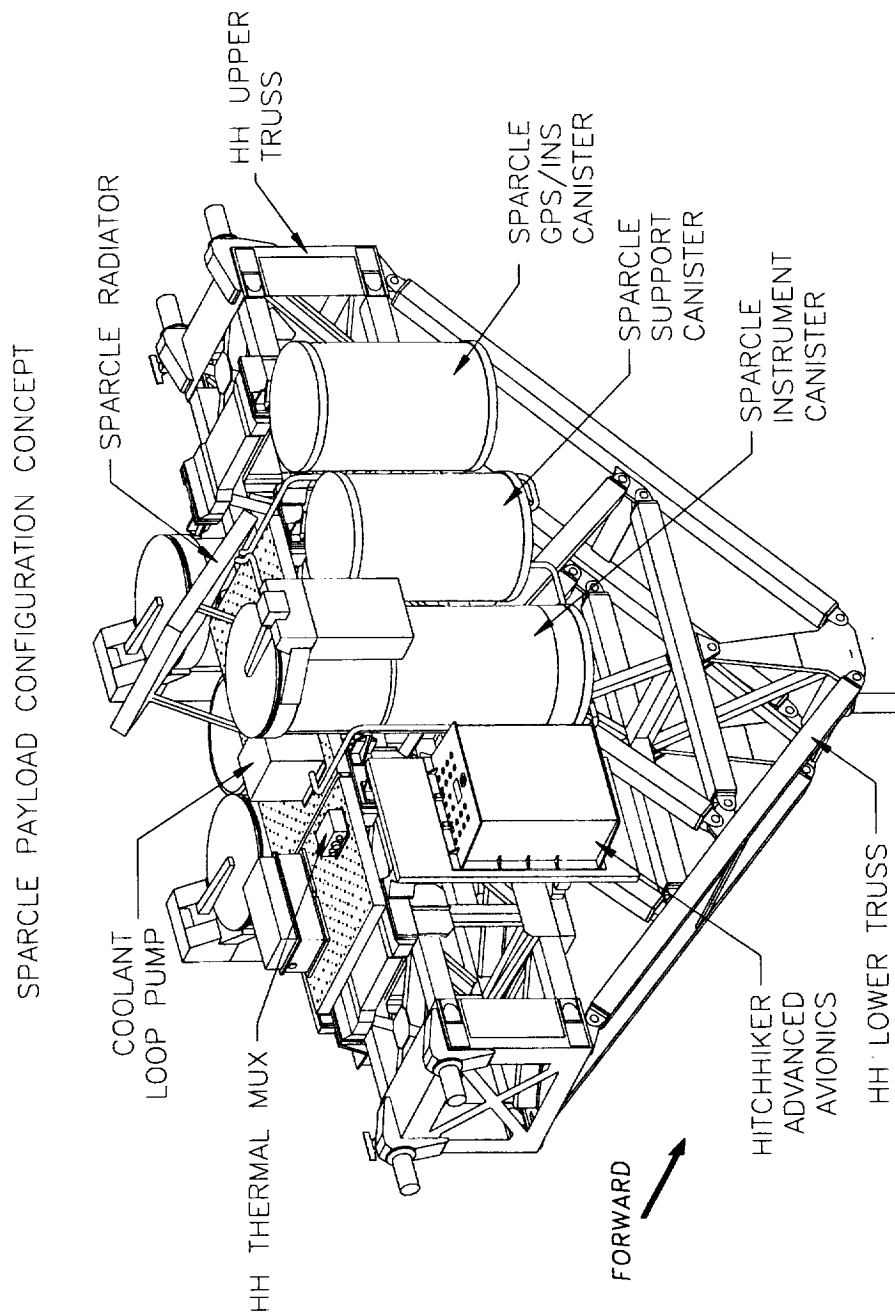 SPARCLE PAYLOAD CONFIGURATION CONCEPT
SPARCLE RADIATOR
HH UPPER
TRUSS
COOLANT
LOOP PUMP
HH THERMAL MUX
SPARCLE
GPS/INS
CANISTER
SPARCLE
SUPPORT
CANISTER
SPARCLE
INSTRUMENT
CANISTER
FORWARD
HITCHHIKER
ADVANCED
AVIONICS
HH LOWER TRUSS